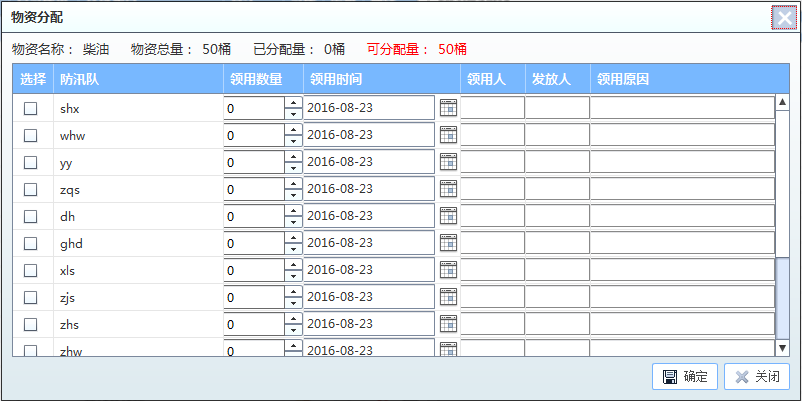 物资分配
物资名称： 柴油 物资总量： 50桶 已分配量： 0桶 可分配量： 50桶
选择 防汛队 领用数量 领用时间 领用人 发放人 领用原因
shx 0 2016-08-23
whw 0 2016-08-23
yy 0 2016-08-23
zqs 0 2016-08-23
dh 0 2016-08-23
ghd 0 2016-08-23
xls 0 2016-08-23
zjs 0 2016-08-23
zhs 0 2016-08-23
zhw 0 2016-08-23
确定 关闭